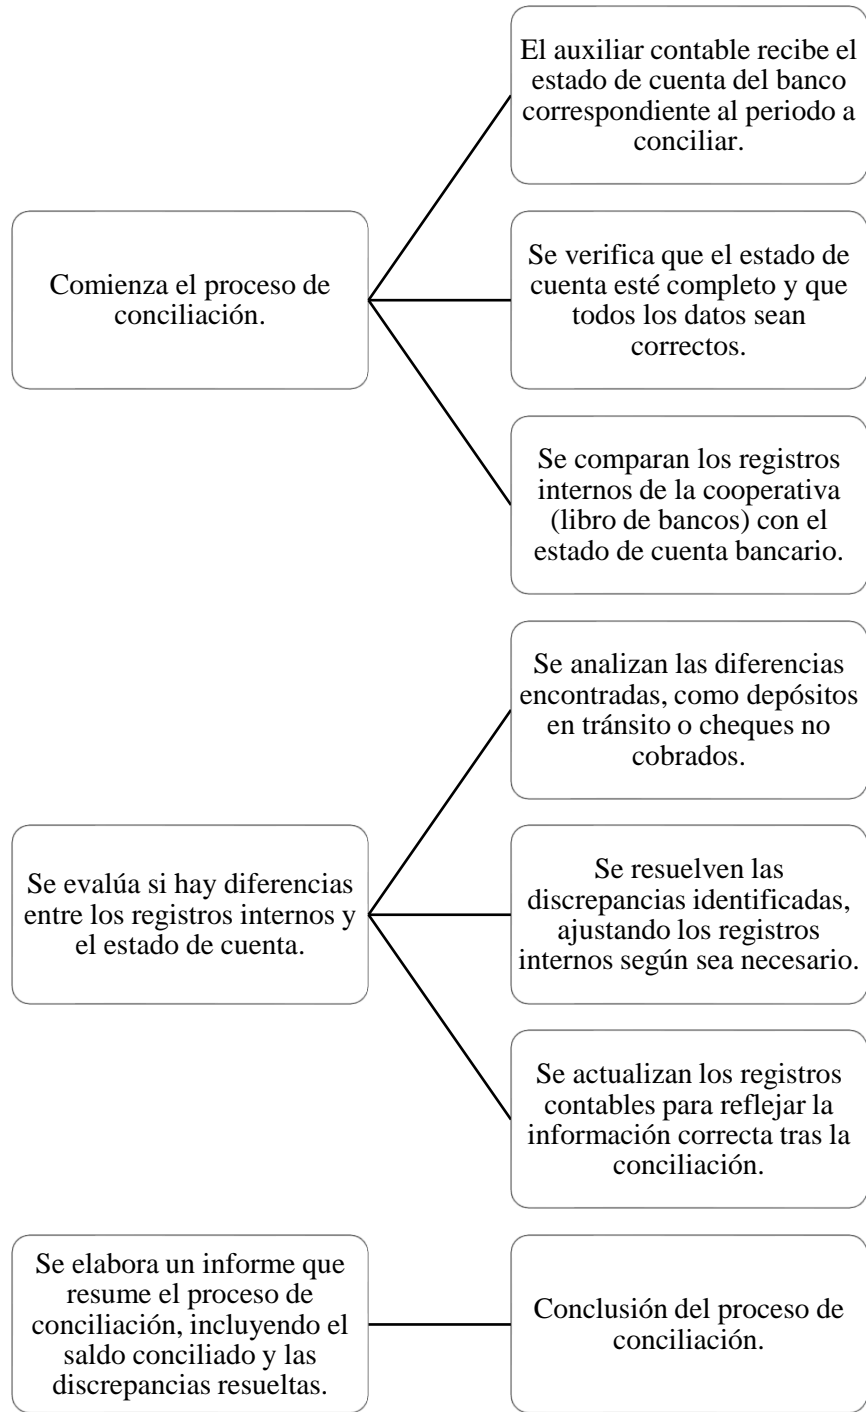 Comienza el proceso de
conciliación.
El auxiliar contable recibe el
estado de cuenta del banco
correspondiente al periodo a
conciliar.
Se verifica que el estado de
cuenta esté completo y que
todos los datos sean
correctos.
Se comparan los registros
internos de la cooperativa
(libro de bancos) con el
estado de cuenta bancario.
Se evalúa si hay diferencias
entre los registros internos y
el estado de cuenta.
Se analizan las diferencias
encontradas, como depósitos
en tránsito o cheques no
cobrados.
Se resuelven las
discrepancias identificadas,
ajustando los registros
internos según sea necesario.
Se actualizan los registros
contables para reflejar la
información correcta tras la
conciliación.
Se elabora un informe que
resume el proceso de
conciliación, incluyendo el
saldo conciliado y las
discrepancias resueltas.
Conclusión del proceso de
conciliación.